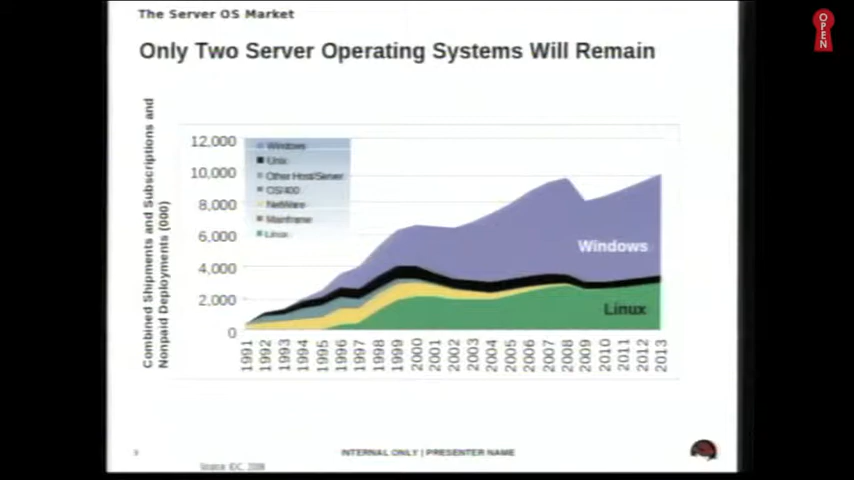 The Server OS Market
OPEN
Only Two Server Operating Systems Will Remain
Combined Shipments and Subscriptions and
Nonpaid Deployments (000)
12,000
10,000
8,000
6,000
4,000
2,000
0
Windows
Unix
Other Host/Server
OS/400
NetWare
Mainframe
Linux
Windows
Linux
1991
1992
1993
1994
1995
1996
1997
1998
1999
2000
2001
2002
2003
2004
2005
2006
2007
2008
2009
2010
2011
2012
2013
INTERNAL ONLY | PRESENTER NAME
Source: IDC, 2009